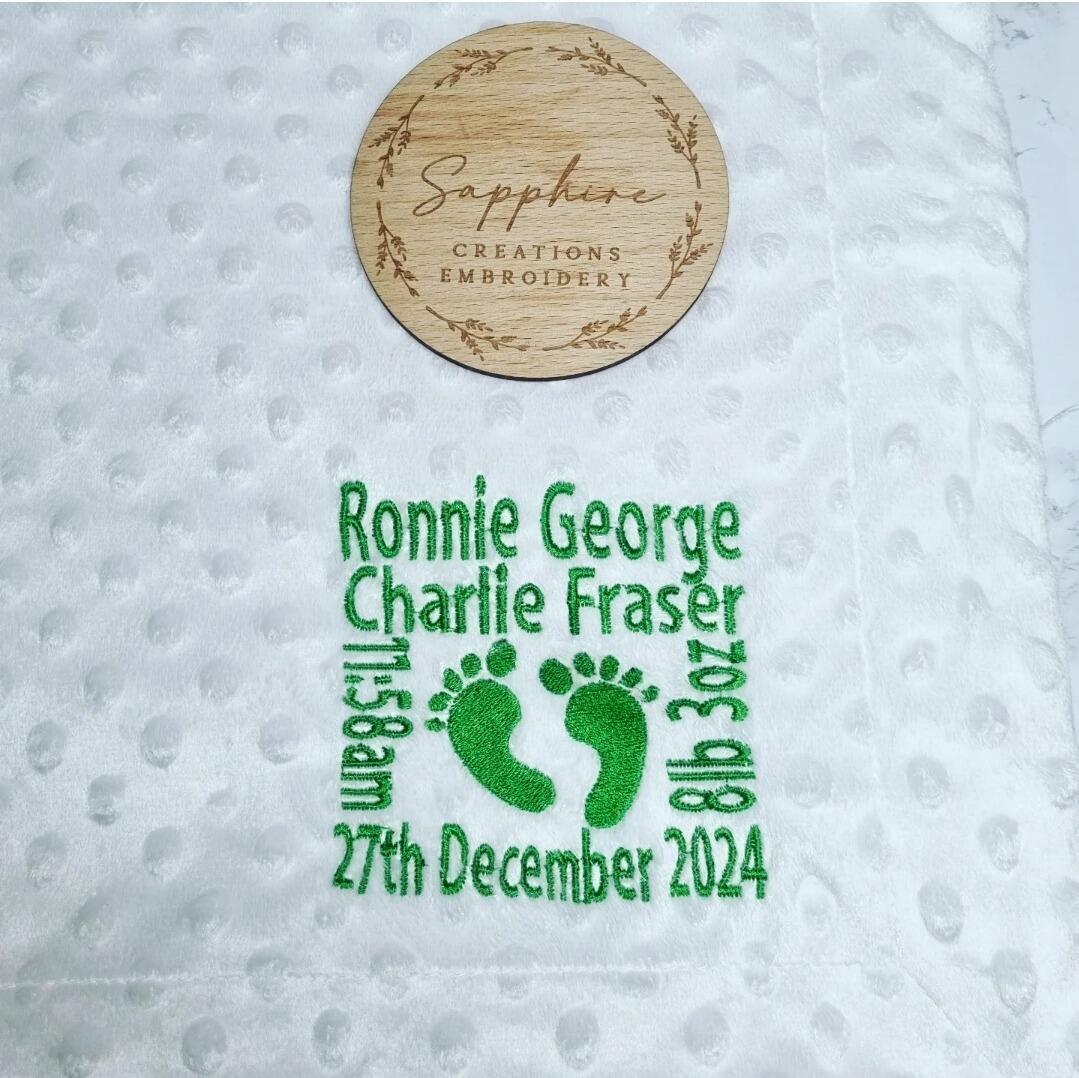 Sapphire
CREATIONS
EMBROIDERY
Ronnie George
Charlie Fraser
11:58am
8lb 3oz
27th December 2024